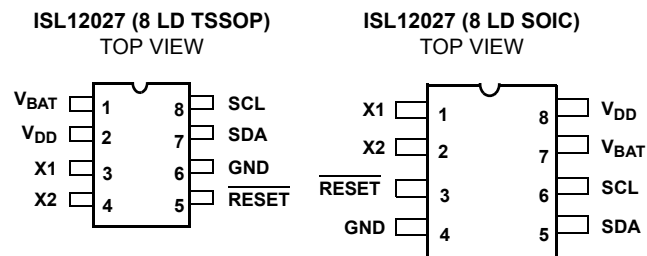 ISL12027 (8 LD TSSOP)
TOP VIEW
VBAT 1 8 SCL
VDD 2 7 SDA
X1 3 6 GND
X2 4 5 RESET
ISL12027 (8 LD SOIC)
TOP VIEW
X1 1 8 VDD
X2 2 7 VBAT
RESET 3 6 SCL
GND 4 5 SDA